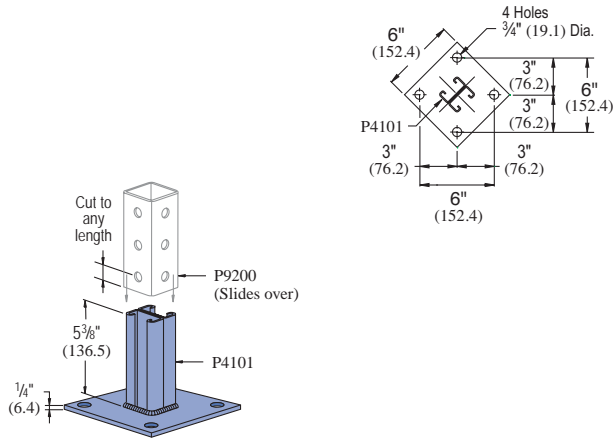 4 Holes
¾" (19.1) Dia.
6"
(152.4)
3"
(76.2)
6"
(152.4)
3"
(76.2)
P4101
3"
(76.2)
3"
(76.2)
6"
(152.4)
Cut to
any
length
P9200
(Slides over)
5⅜"
(136.5)
P4101
¼"
(6.4)